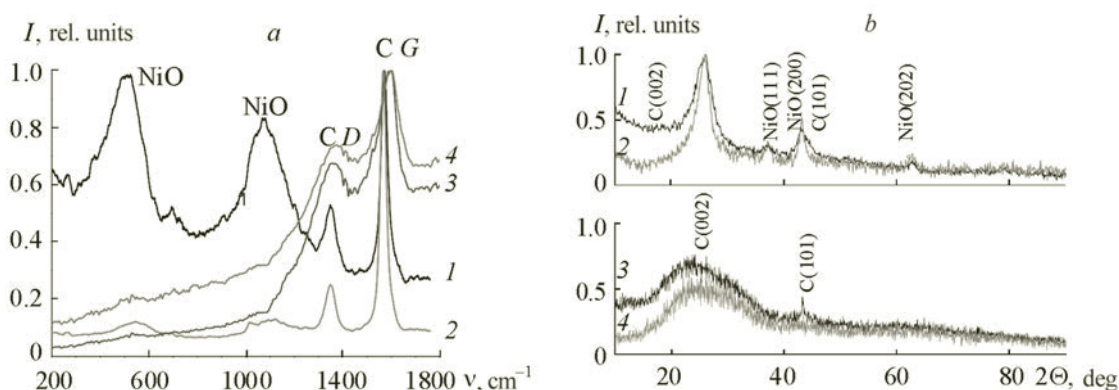 I, rel. units
a
C G
1.0
NiO
NiO
0.8
C D
4
0.6
3
0.4
1
0.2
2
0
200
600
1000
1400
1800
ν, cm⁻¹
I, rel. units
b
1.0
1
C(002)
NiO(111)
NiO(200)
C(101)
NiO(202)
0.5
2
0
1.0
C(002)
3
C(101)
0.5
4
0
20
40
60
80
2Θ, deg